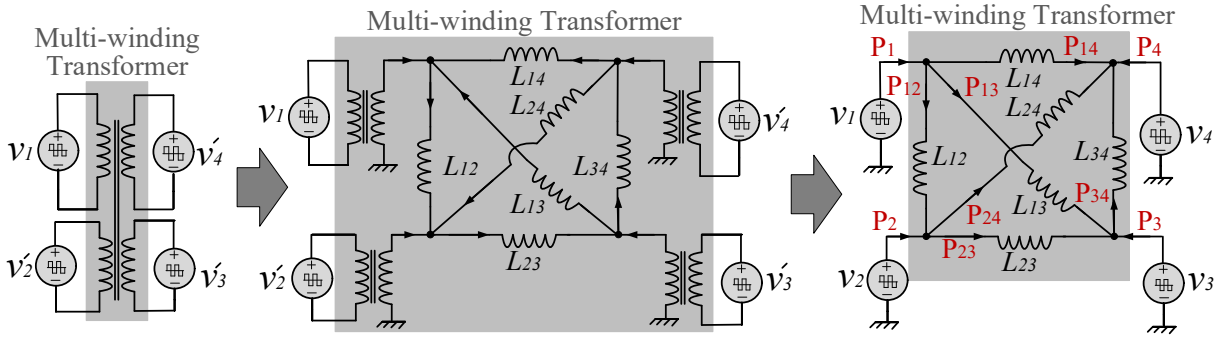 Multi-winding
Transformer
v1
+
−
v´4
+
−
v´2
+
−
v´3
+
−
Multi-winding Transformer
v1
+
−
L14
L24
v´4
+
−
L12
L34
L13
v´2
+
−
L23
v´3
+
−
Multi-winding Transformer
P1
P14
P4
P12
P13
L14
L24
v1
+
−
v4
+
−
L12
L34
P34
L13
P2
P24
P3
P23
L23
v2
+
−
v3
+
−